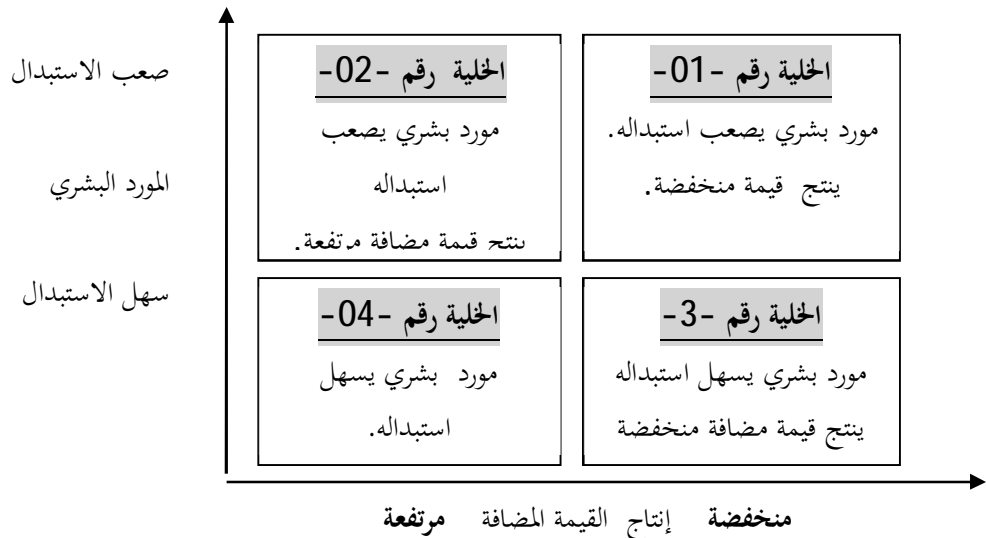 صعب الاستبدال
المورد البشري
سهل الاستبدال
الخلية رقم -01-
مورد بشري يصعب استبداله.
ينتج قيمة منخفضة.
الخلية رقم -02-
مورد بشري يصعب
استبداله
ينتج قيمة مضافة مرتفعة.
الخلية رقم -3-
مورد بشري يسهل استبداله
ينتج قيمة مضافة منخفضة
الخلية رقم -04-
مورد بشري يسهل
استبداله.
منخفضة إنتاج القيمة المضافة مرتفعة